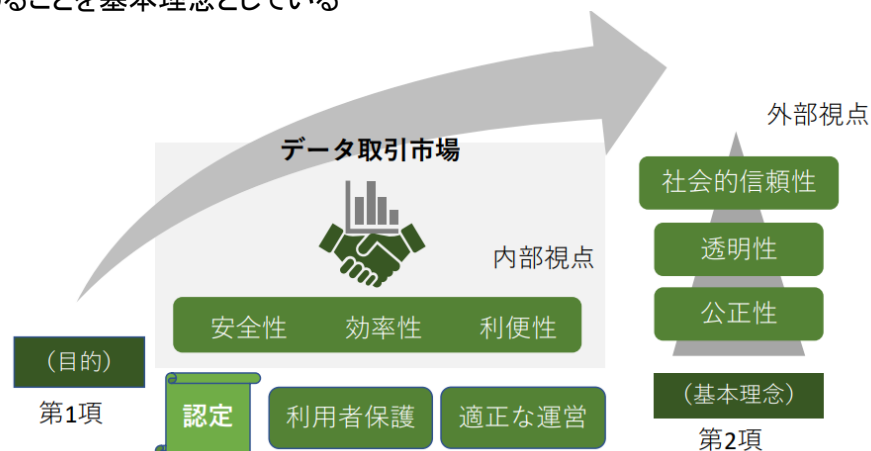 ることを基本理念としている
外部視点
データ取引市場
社会的信頼性
透明性
内部視点
公正性
安全性 効率性 利便性
（目的）
第1項
認定
利用者保護
適正な運営
（基本理念）
第2項